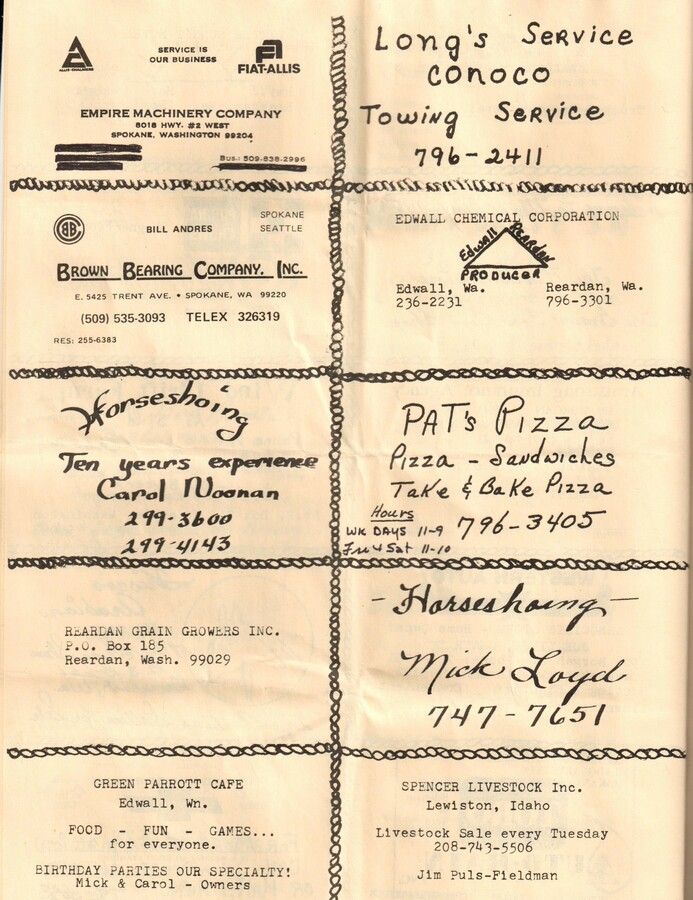 ALLIS-CHALMERS
SERVICE IS
OUR BUSINESS
FIAT-ALLIS
EMPIRE MACHINERY COMPANY
8018 HWY. #2 WEST
SPOKANE, WASHINGTON 99204
BUS.: 509-838-2996
Long's Service
Conoco
Towing Service
796-2411
BBC
BILL ANDRES
SPOKANE
SEATTLE
BROWN BEARING COMPANY, INC.
E. 5425 TRENT AVE. • SPOKANE, WA 99220
(509) 535-3093 TELEX 326319
RES: 255-6383
EDWALL CHEMICAL CORPORATION
Edwall Reardan
PRODUCER
Edwall, Wa. Reardan, Wa.
236-2231 796-3301
Horseshoing
Ten years experience
Carol Noonan
299-3600
299-4143
PAT's Pizza
Pizza - Sandwiches
Take & Bake Pizza
Hours
WK DAYS 11-9 796-3405
Fri & Sat 11-10
REARDAN GRAIN GROWERS INC.
P.O. Box 185
Reardan, Wash. 99029
- Horseshoing -
Mick Loyd
747-7651
GREEN PARROTT CAFE
Edwall, Wn.
FOOD - FUN - GAMES...
for everyone.
BIRTHDAY PARTIES OUR SPECIALTY!
Mick & Carol - Owners
SPENCER LIVESTOCK Inc.
Lewiston, Idaho
Livestock Sale every Tuesday
208-743-5506
Jim Puls-Fieldman